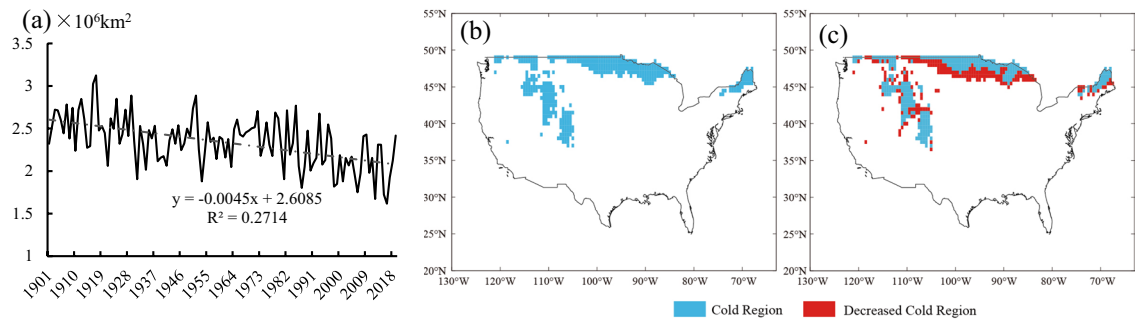 (a) ×10⁶km²
3.5
3
2.5
2
1.5
1
y = -0.0045x + 2.6085
R² = 0.2714
1901
1910
1919
1928
1937
1946
1955
1964
1973
1982
1991
2000
2009
2018
(b)
55°N
50°N
45°N
40°N
35°N
30°N
25°N
20°N
130°W 120°W 110°W 100°W 90°W 80°W 70°W
(c)
55°N
50°N
45°N
40°N
35°N
30°N
25°N
20°N
130°W 120°W 110°W 100°W 90°W 80°W 70°W
Cold Region Decreased Cold Region